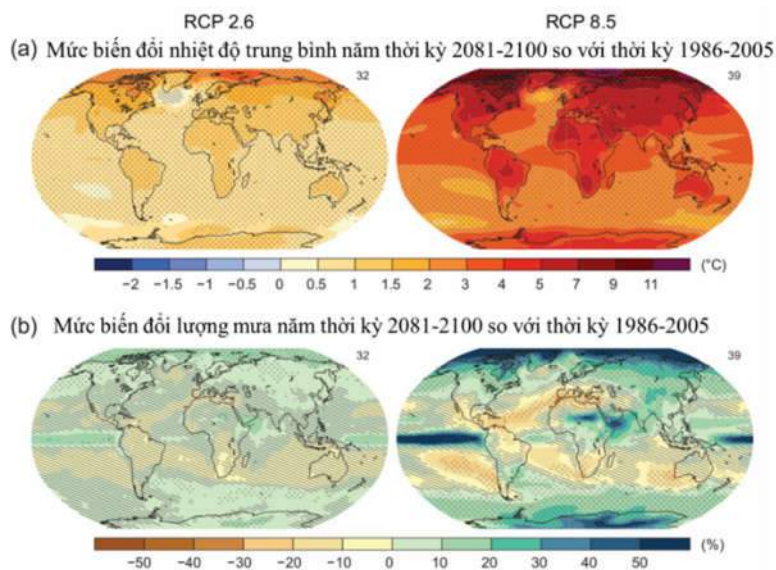 RCP 2.6 RCP 8.5
(a) Mức biến đổi nhiệt độ trung bình năm thời kỳ 2081-2100 so với thời kỳ 1986-2005
32 39
−2 −1.5 −1 −0.5 0 0.5 1 1.5 2 3 4 5 7 9 11 (°C)
(b) Mức biến đổi lượng mưa năm thời kỳ 2081-2100 so với thời kỳ 1986-2005
32 39
−50 −40 −30 −20 −10 0 10 20 30 40 50 (%)